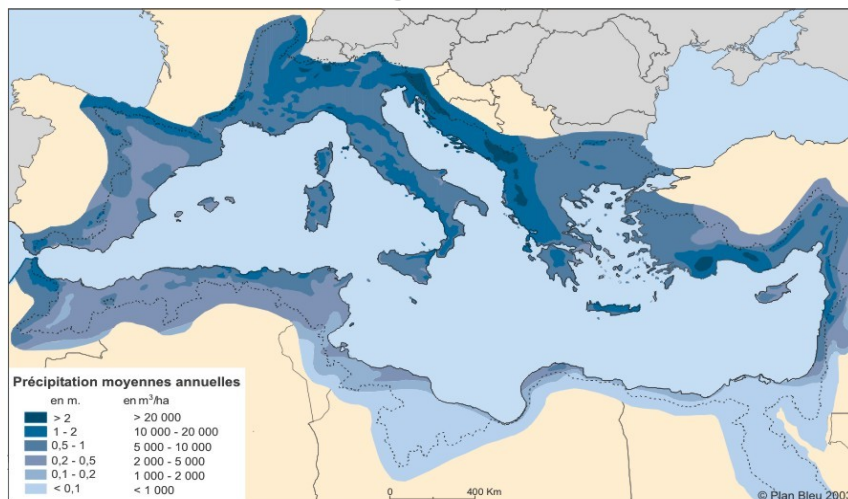 Précipitation moyennes annuelles
en m. en m³/ha
> 2 > 20 000
1 - 2 10 000 - 20 000
0,5 - 1 5 000 - 10 000
0,2 - 0,5 2 000 - 5 000
0,1 - 0,2 1 000 - 2 000
< 0,1 < 1 000
0 400 Km